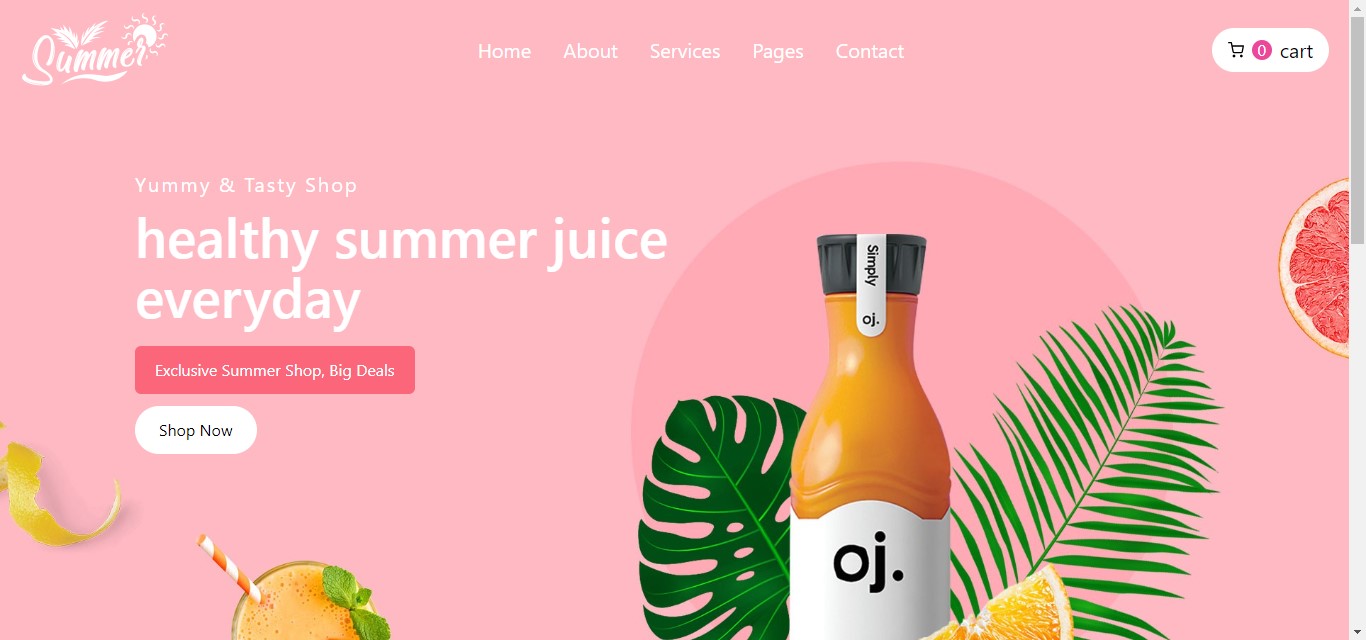 Summer
Home About Services Pages Contact
0 cart
Yummy & Tasty Shop
healthy summer juice
everyday
Exclusive Summer Shop, Big Deals
Shop Now
Simply
oj.
oj.